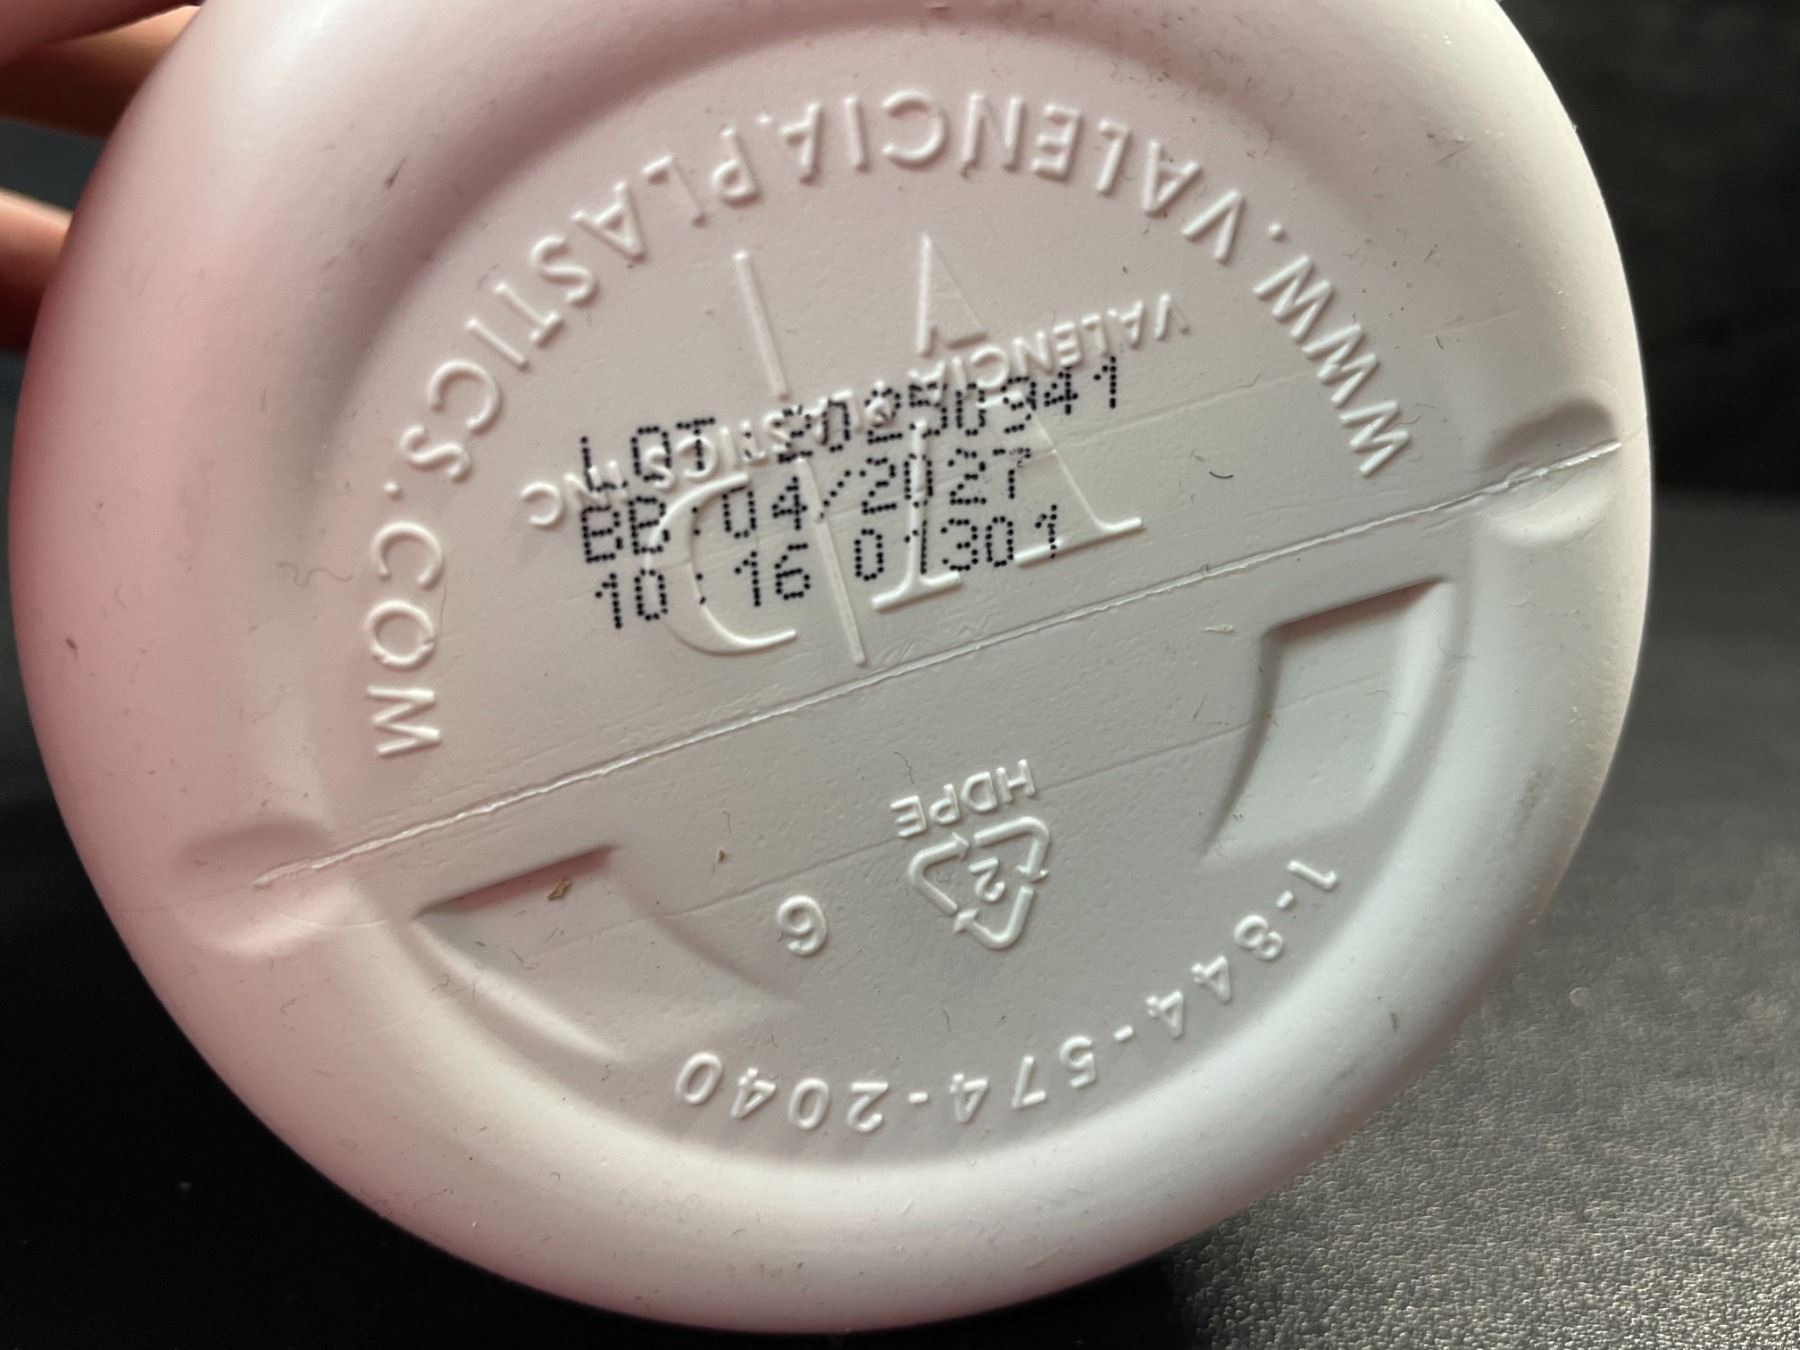 WWW.VALENCIAPLASTICS.COM
VALENCIA PLASTICS INC
LOT:20250941
BB:04/2027
10:16 01301
HDPE
2
6
1-844-574-2040